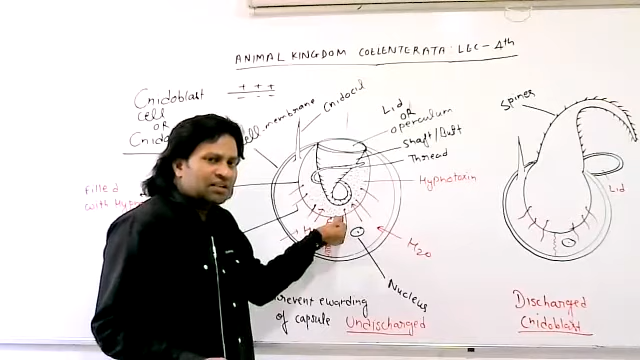 ANIMAL KINGDOM COELENTERATA: LEC - 4th
Cnidoblast
cell
OR
+ + +
- - -
cell membrane
Cnidocil
Lid
OR
operculum
Shaft/Butt
Thread
Hypnotoxin
filled
with
H2O
Nucleus
Prevent ewarding
of capsule
Undischarged
Spines
Lid
Discharged
Cnidoblast